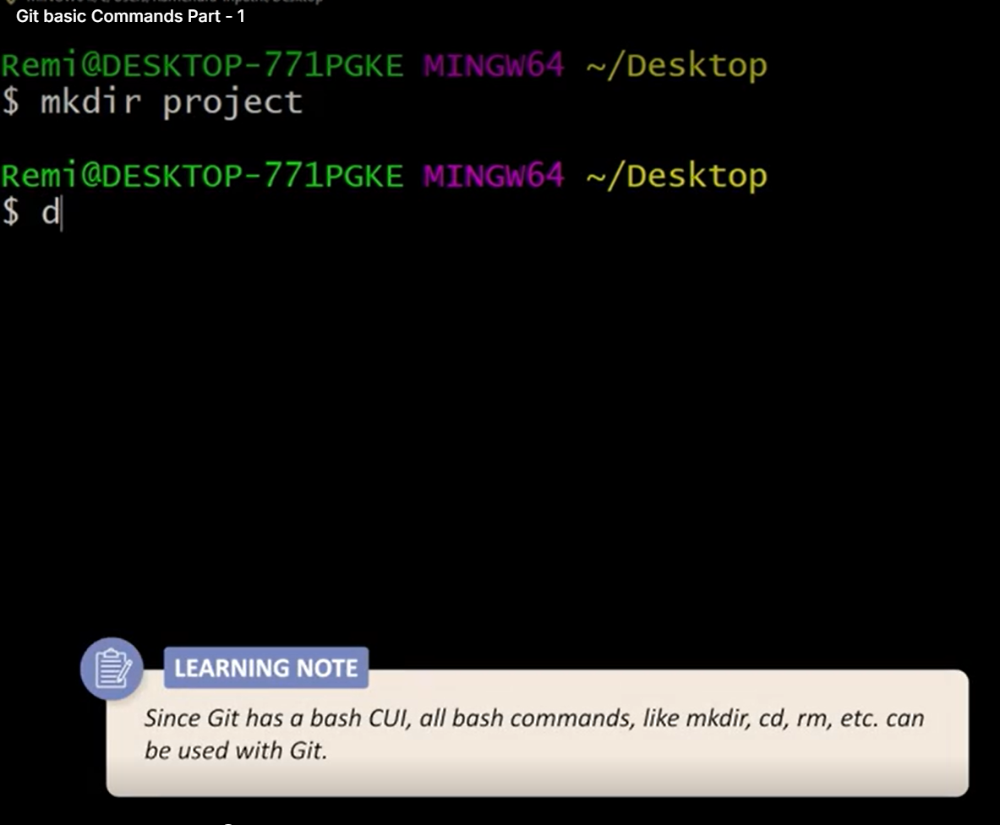 Git basic Commands Part - 1
Remi@DESKTOP-771PGKE MINGW64 ~/Desktop
$ mkdir project
Remi@DESKTOP-771PGKE MINGW64 ~/Desktop
$ d
LEARNING NOTE
Since Git has a bash CUI, all bash commands, like mkdir, cd, rm, etc. can
be used with Git.